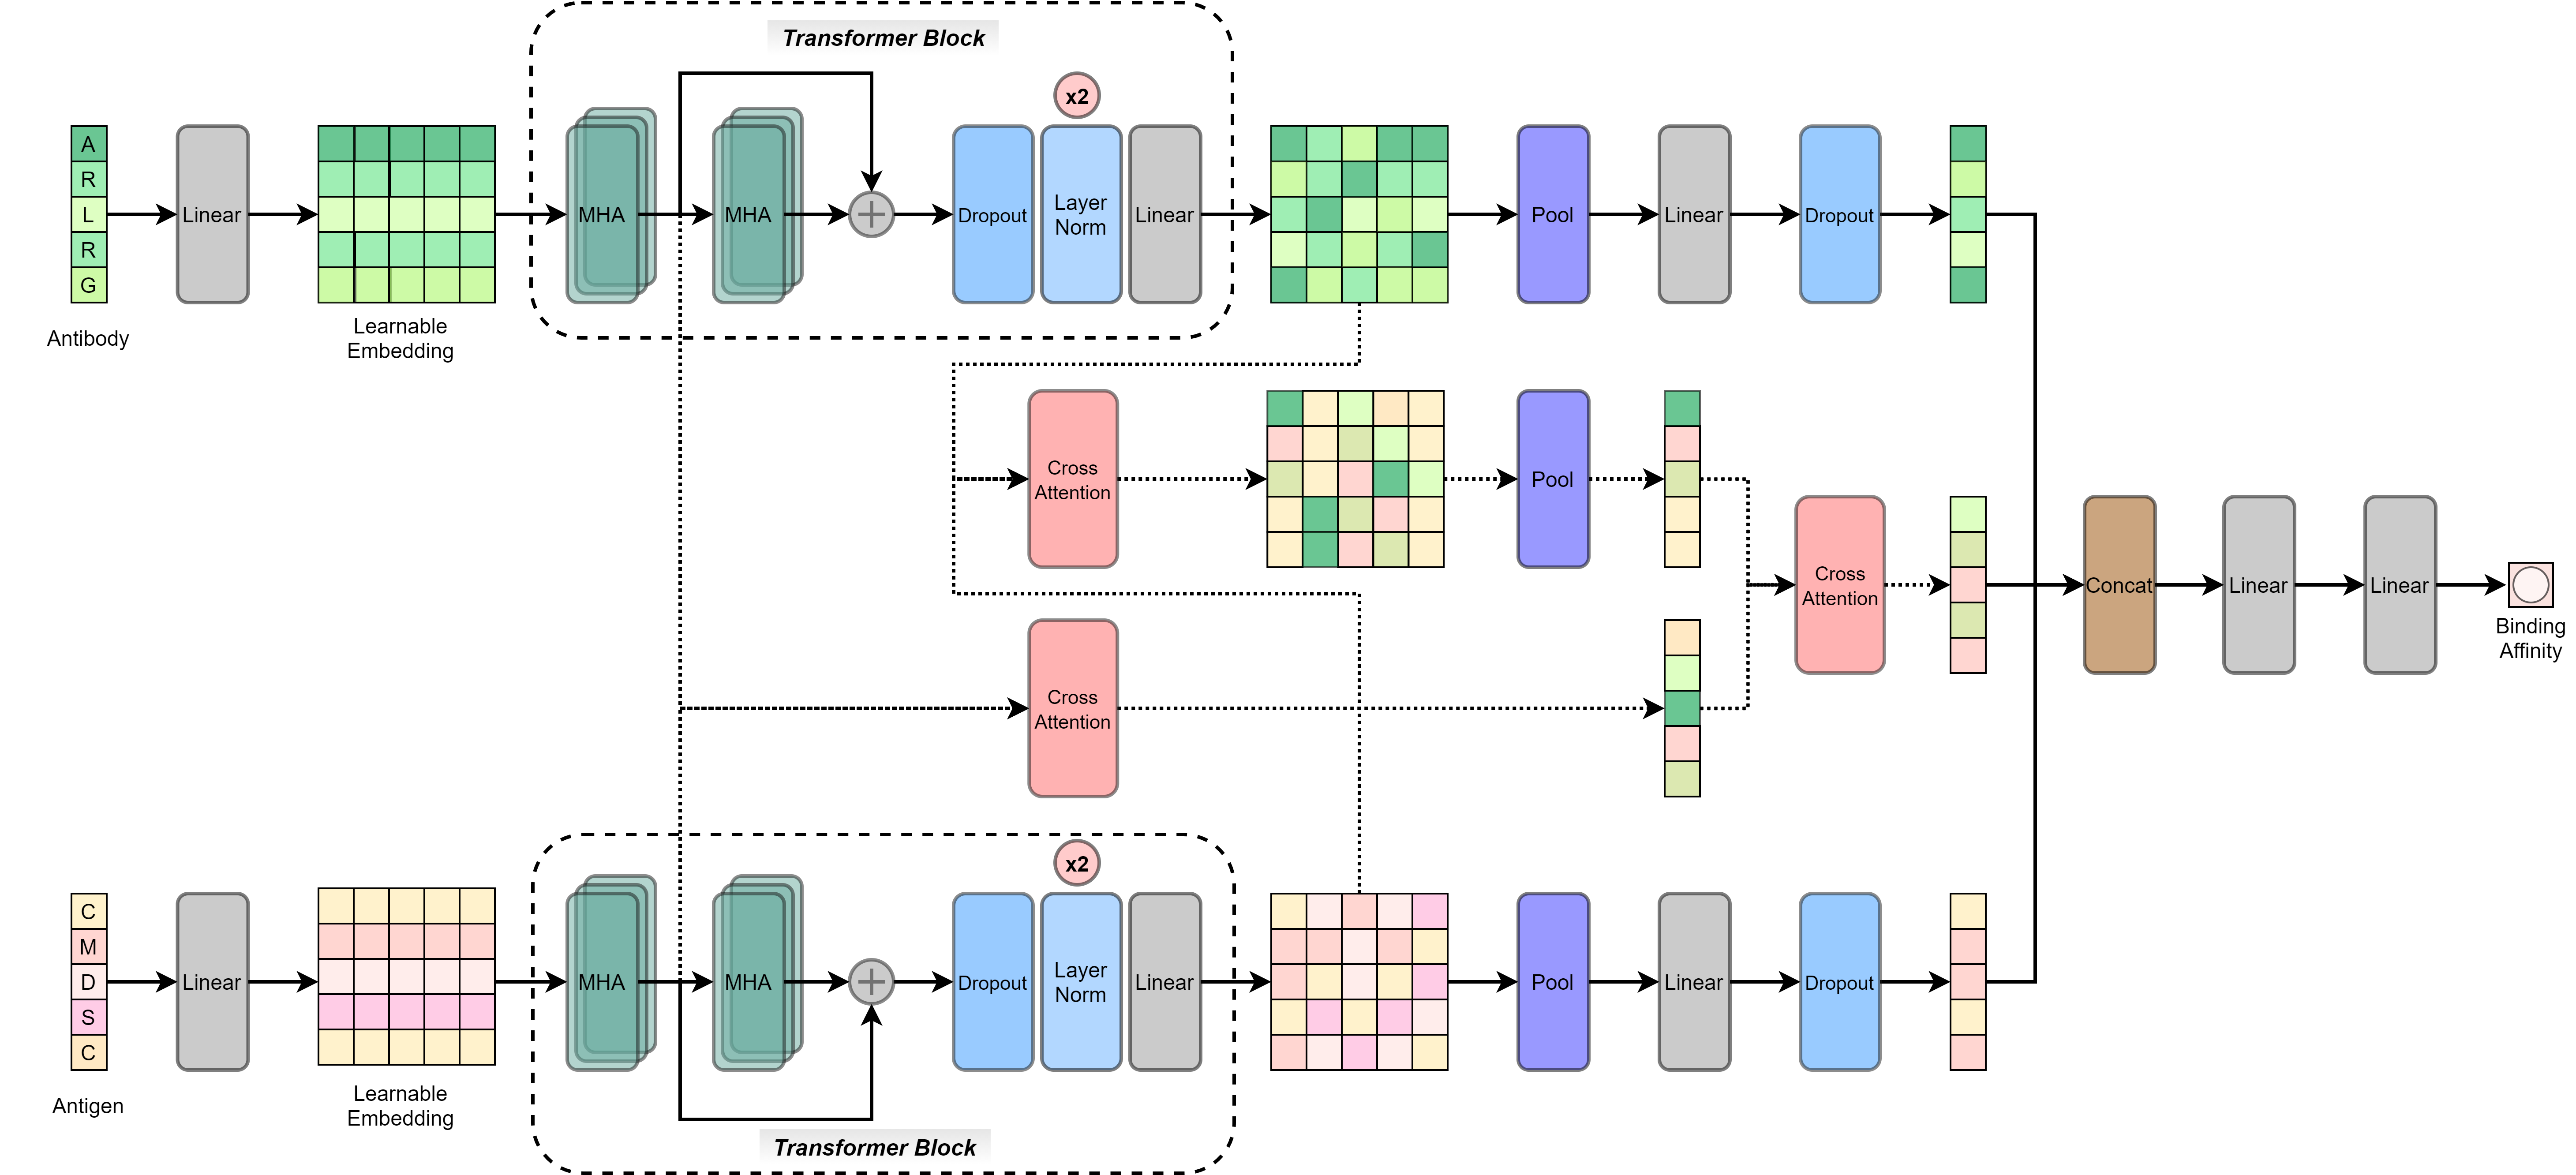 Transformer Block
x2
A
R
L
R
G
Linear
MHA
MHA
Dropout
Layer
Norm
Linear
Pool
Linear
Dropout
Antibody
Learnable
Embedding
Cross
Attention
Pool
Cross
Attention
Concat
Linear
Linear
Binding
Affinity
Cross
Attention
x2
C
M
D
S
C
Linear
MHA
MHA
Dropout
Layer
Norm
Linear
Pool
Linear
Dropout
Antigen
Learnable
Embedding
Transformer Block